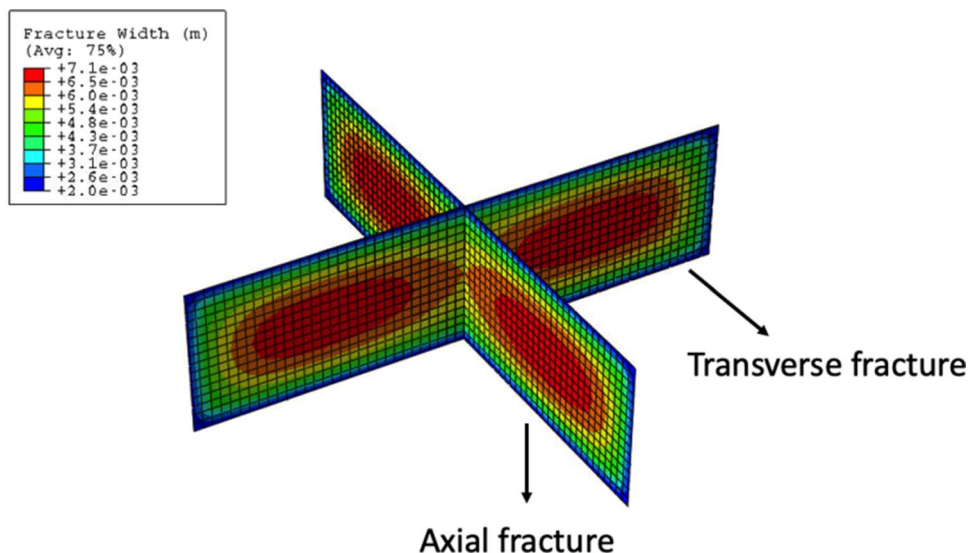 Fracture Width (m)
(Avg: 75%)
+7.1e-03
+6.5e-03
+6.0e-03
+5.4e-03
+4.8e-03
+4.3e-03
+3.7e-03
+3.1e-03
+2.6e-03
+2.0e-03
Transverse fracture
Axial fracture